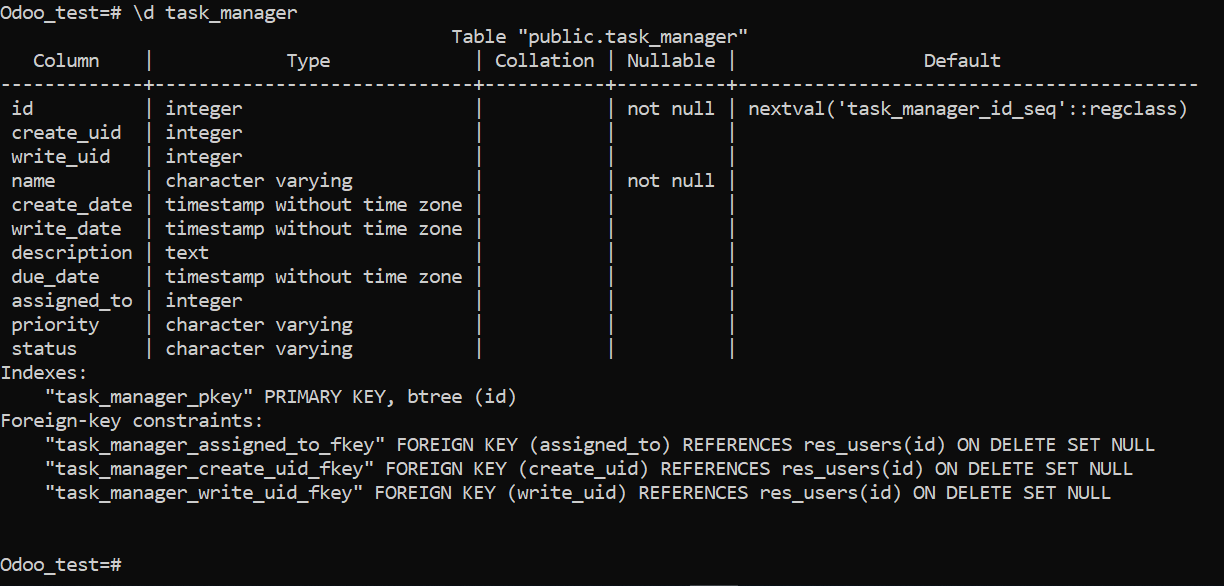 Odoo_test=# \d task_manager
Table "public.task_manager"
Column | Type | Collation | Nullable | Default
-------------+-----------------------------+-----------+----------+------------------------------------------
id | integer | | not null | nextval('task_manager_id_seq'::regclass)
create_uid | integer | | |
write_uid | integer | | |
name | character varying | | not null |
create_date | timestamp without time zone | | |
write_date | timestamp without time zone | | |
description | text | | |
due_date | timestamp without time zone | | |
assigned_to | integer | | |
priority | character varying | | |
status | character varying | | |
Indexes:
"task_manager_pkey" PRIMARY KEY, btree (id)
Foreign-key constraints:
"task_manager_assigned_to_fkey" FOREIGN KEY (assigned_to) REFERENCES res_users(id) ON DELETE SET NULL
"task_manager_create_uid_fkey" FOREIGN KEY (create_uid) REFERENCES res_users(id) ON DELETE SET NULL
"task_manager_write_uid_fkey" FOREIGN KEY (write_uid) REFERENCES res_users(id) ON DELETE SET NULL
Odoo_test=#